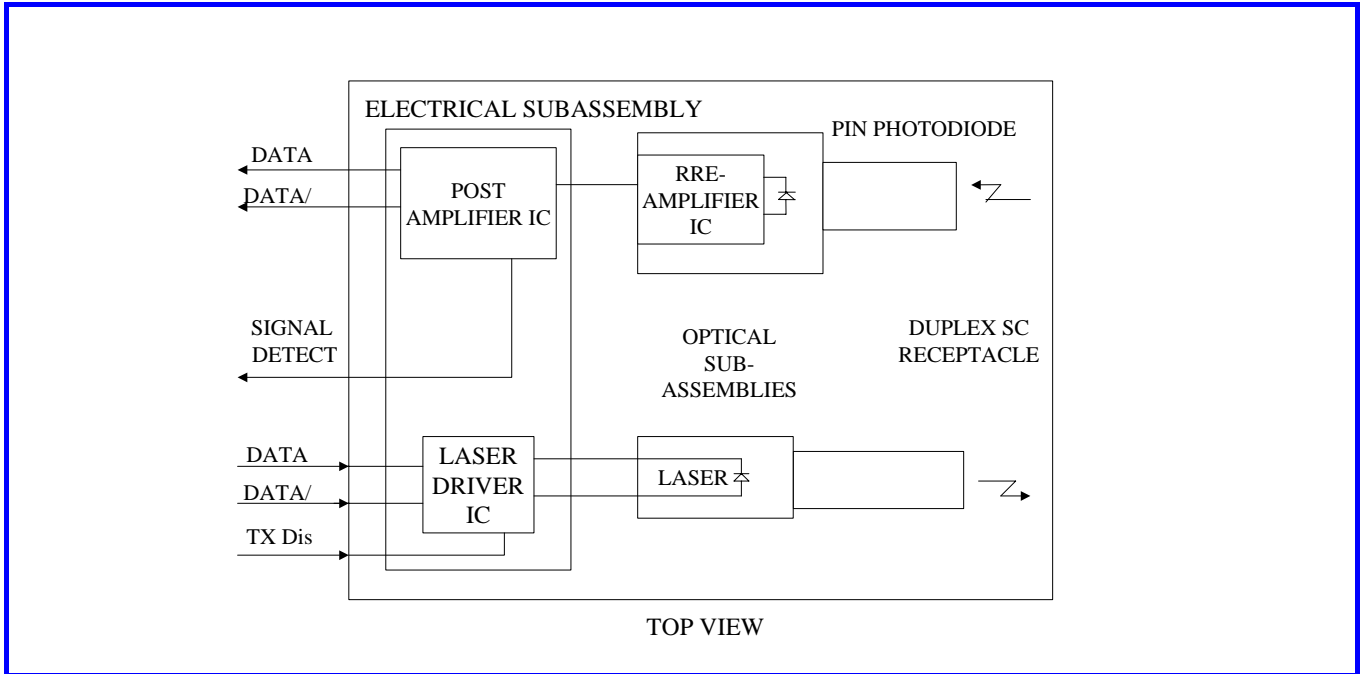 ELECTRICAL SUBASSEMBLY
PIN PHOTODIODE
DATA
DATA/
POST
AMPLIFIER IC
RRE-
AMPLIFIER
IC
SIGNAL
DETECT
OPTICAL
SUB-
ASSEMBLIES
DUPLEX SC
RECEPTACLE
DATA
DATA/
TX Dis
LASER
DRIVER
IC
LASER
TOP VIEW